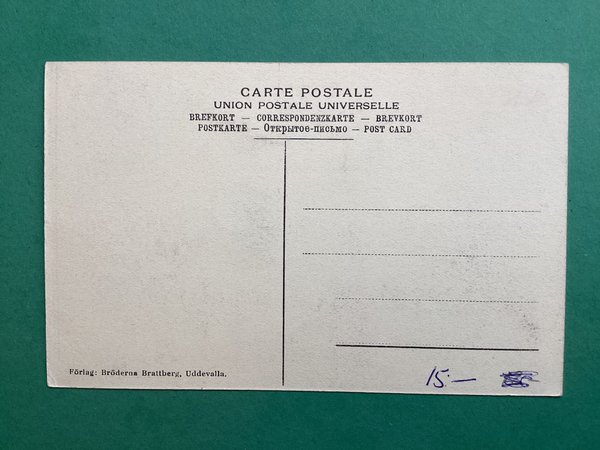 CARTE POSTALE
UNION POSTALE UNIVERSELLE
BREFKORT — CORRESPONDENZKARTE — BREVKORT
POSTKARTE — Открытое-письмо — POST CARD
Förlag: Bröderna Brattberg, Uddevalla.
15.—